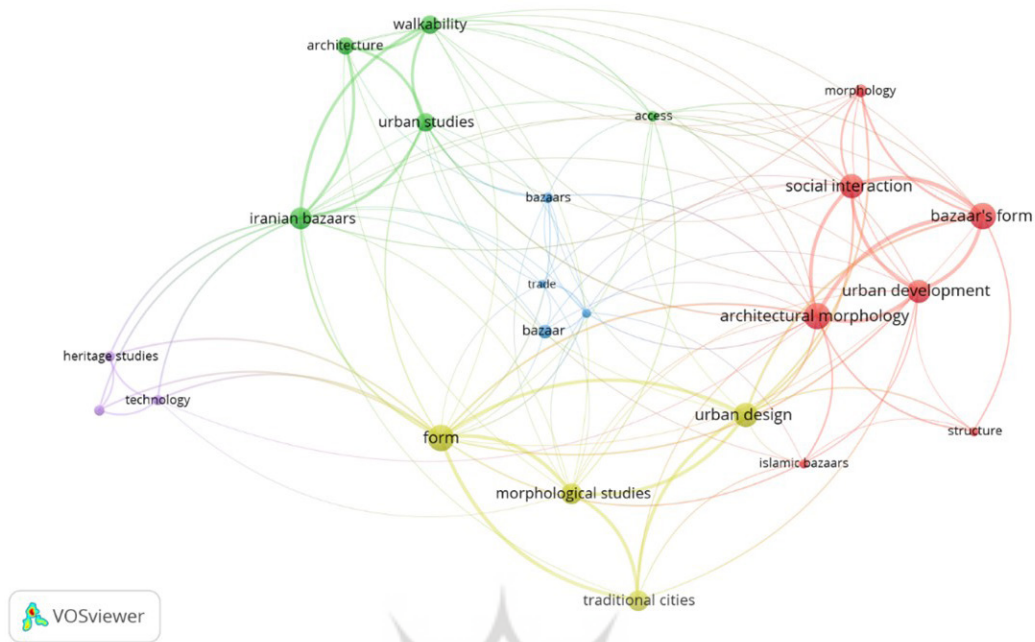 walkability
architecture
morphology
access
urban studies
social interaction
bazaars
iranian bazaars
bazaar's form
trade
urban development
architectural morphology
bazaar
heritage studies
technology
urban design
form
structure
islamic bazaars
morphological studies
traditional cities
VOSviewer